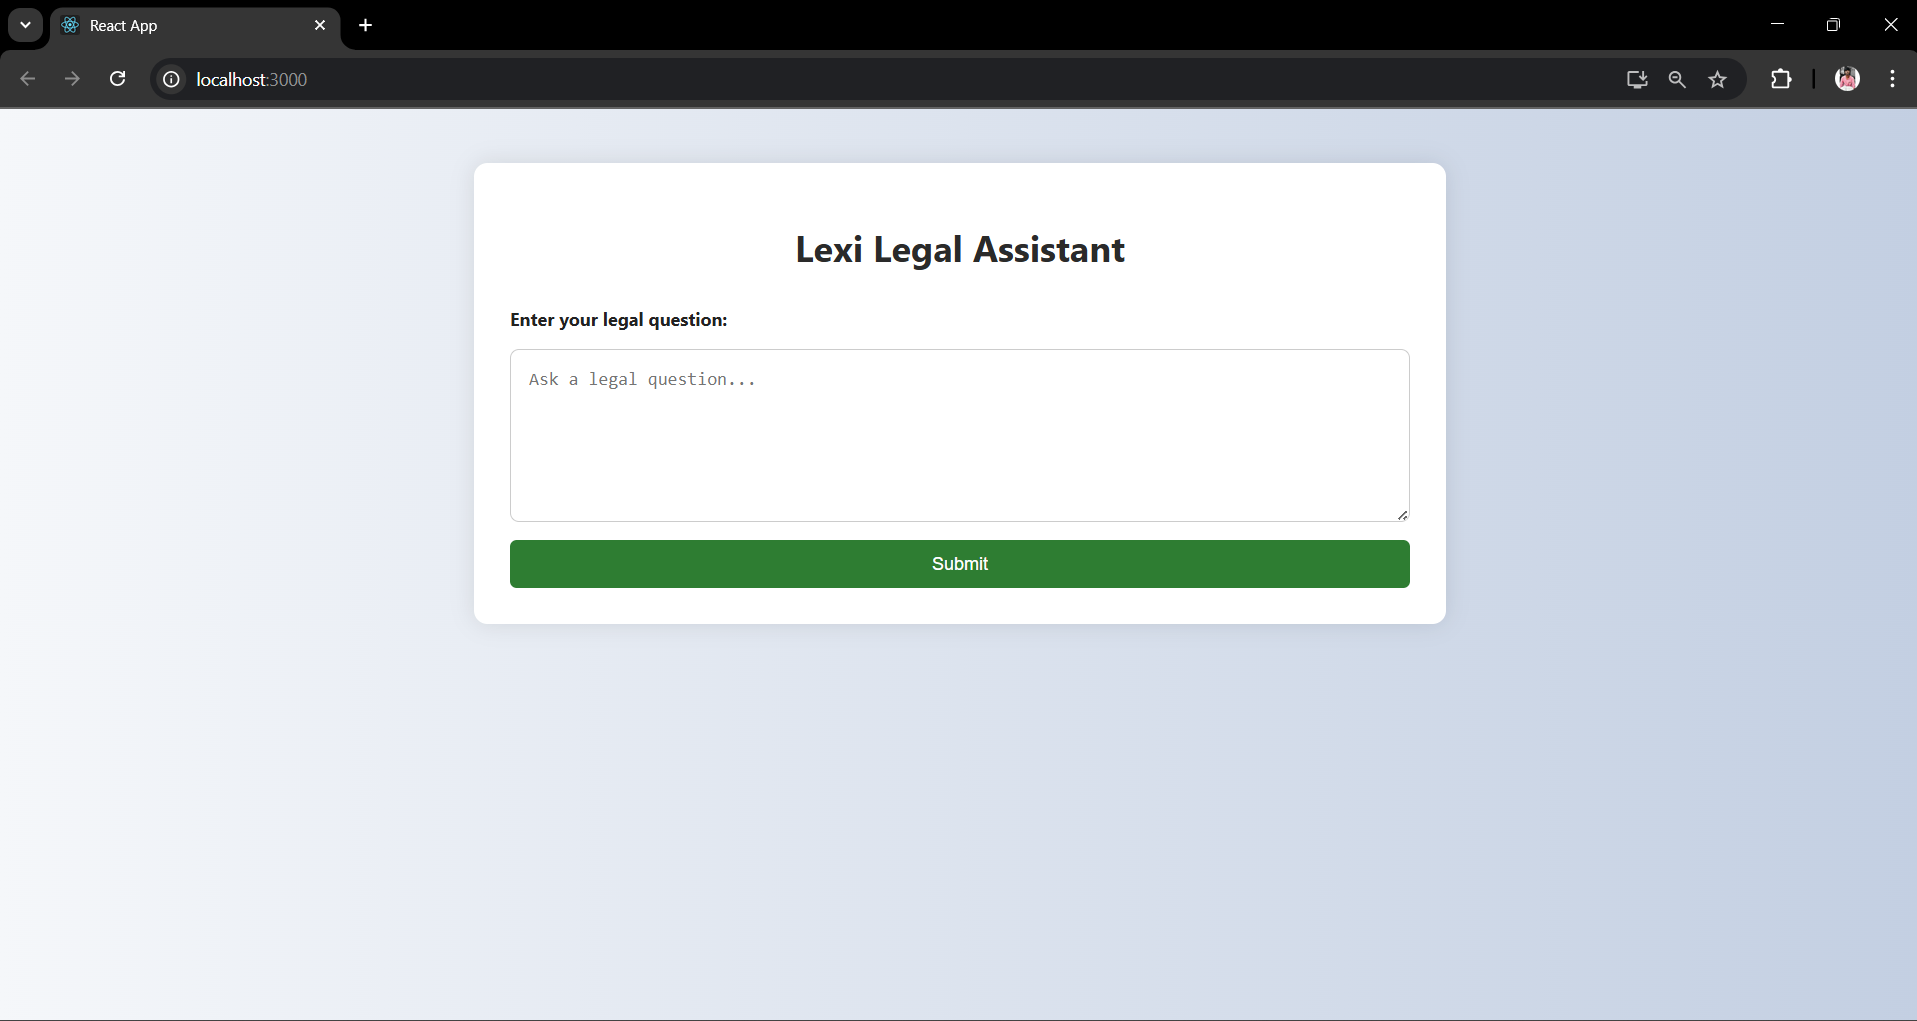 React App
localhost:3000
Lexi Legal Assistant
Enter your legal question:
Ask a legal question...
Submit